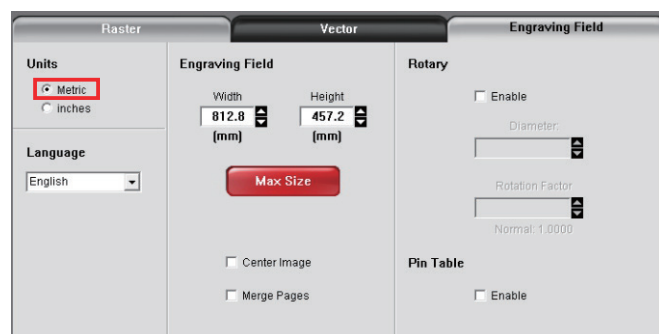 Raster
Vector
Engraving Field
Units
Metric
inches
Language
English
Engraving Field
Width
Height
812.8
457.2
(mm)
(mm)
Max Size
Center Image
Merge Pages
Rotary
Enable
Diameter:
Rotation Factor
Normal: 1.0000
Pin Table
Enable